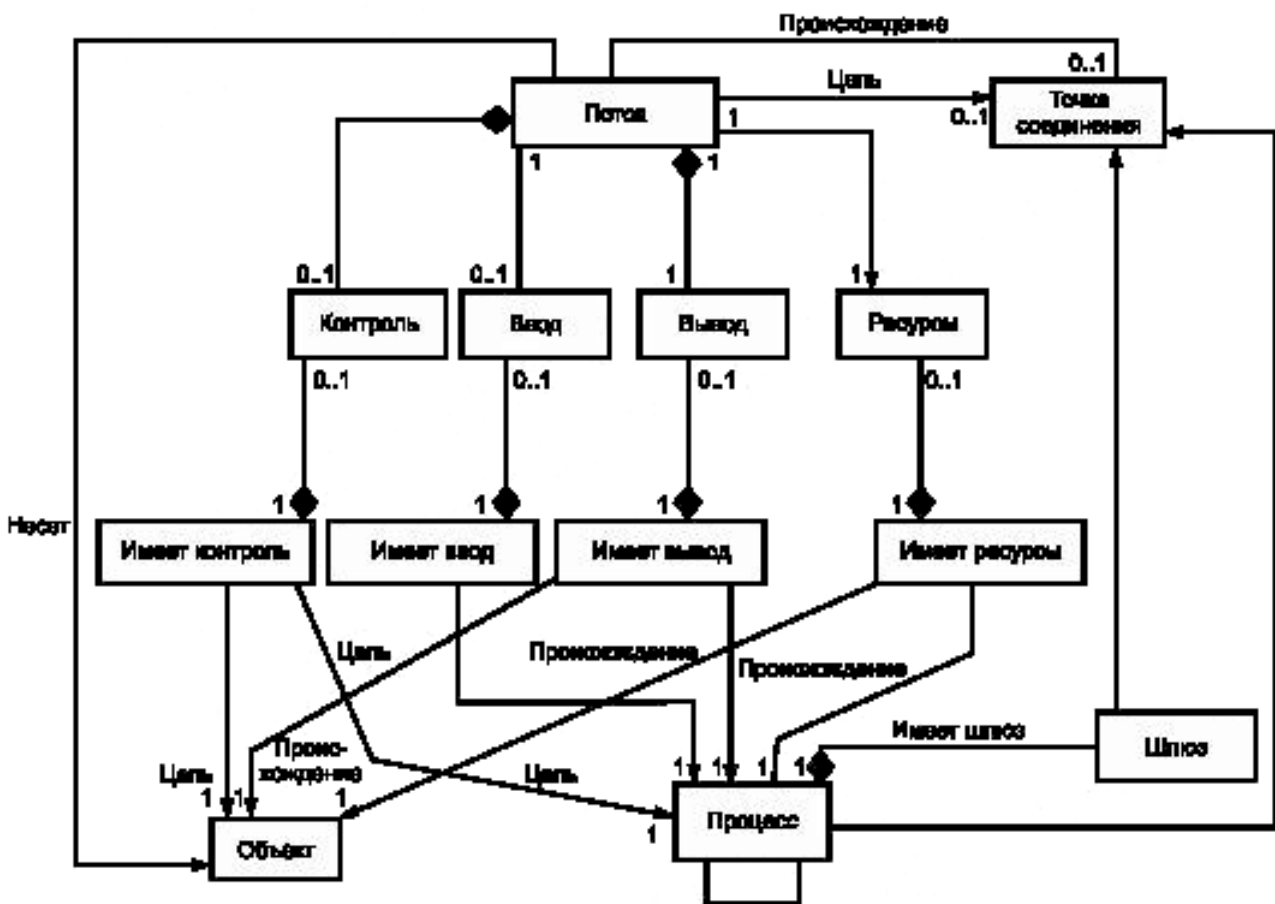 Происхождение
0..1
Цель
Поток
1
0..1
Точка
соединения
1
1
0..1
0..1
1
1
Контроль
Ввод
Вывод
Ресурсы
0..1
0..1
0..1
0..1
Несет
1
1
1
1
Имеет контроль
Имеет ввод
Имеет вывод
Имеет ресурсы
Цель
Происхождение
Происхождение
Имеет шлюз
Шлюз
Проис-
хождение
Цель
Цель
1
1
1
1
1
1
1
1
Процесс
Объект